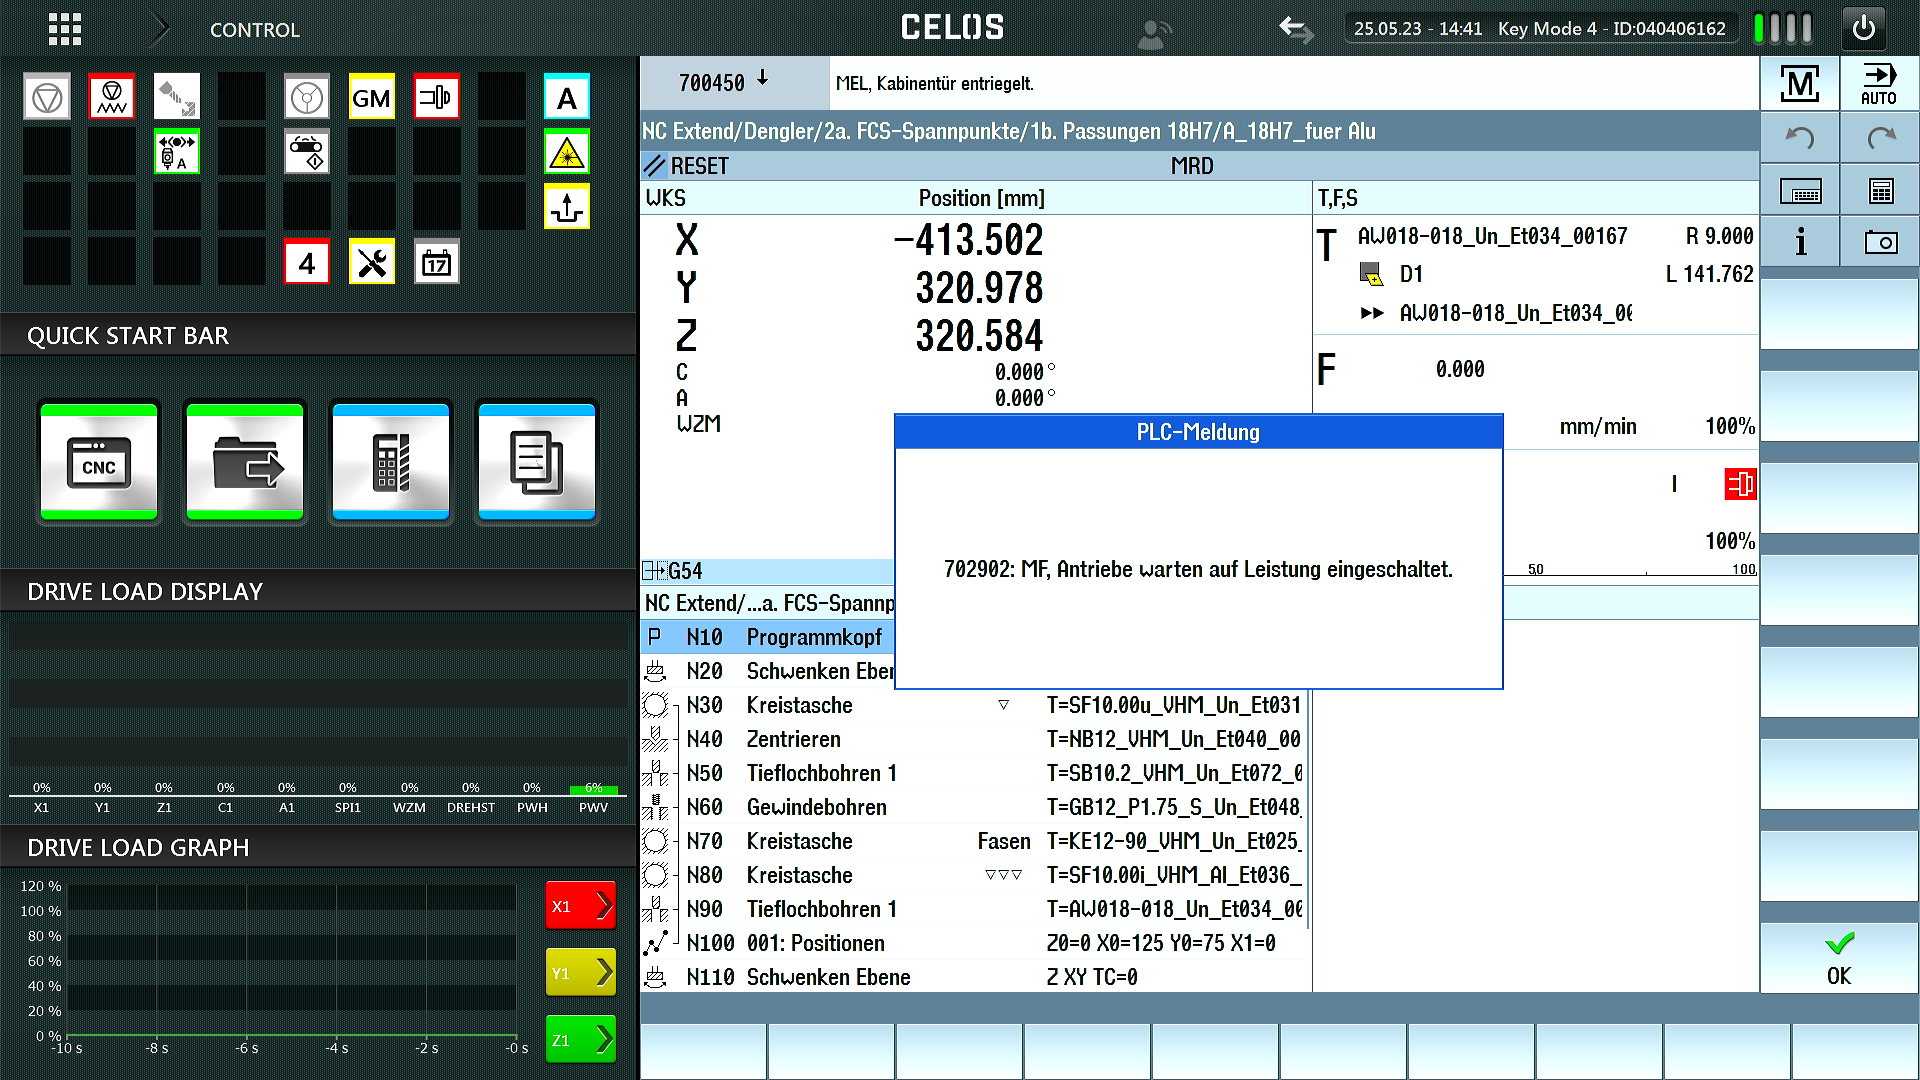 CONTROL
CELOS
25.05.23 - 14:41 Key Mode 4 - ID:040406162
GM
A
A
4
17
QUICK START BAR
CNC
DRIVE LOAD DISPLAY
0% 0% 0% 0% 0% 0% 0% 0% 0% 6%
X1 Y1 Z1 C1 A1 SPI1 WZM DREHST PWH PWV
DRIVE LOAD GRAPH
120 %
100 %
80 %
60 %
40 %
20 %
0 %
-10 s -8 s -6 s -4 s -2 s -0 s
X1
Y1
Z1
700450 MEL, Kabinentür entriegelt.
M
AUTO
NC Extend/Dengler/2a. FCS-Spannpunkte/1b. Passungen 18H7/A_18H7_fuer Alu
RESET MRD
WKS Position [mm]
X -413.502
Y 320.978
Z 320.584
C 0.000°
A 0.000°
WZM
G54
T,F,S
T AW018-018_Un_Et034_00167 R 9.000
D1 L 141.762
AW018-018_Un_Et034_00
F 0.000
mm/min 100%
I
100%
50 100
PLC-Meldung
702902: MF, Antriebe warten auf Leistung eingeschaltet.
NC Extend/...a. FCS-Spannp
P N10 Programmkopf
N20 Schwenken Eben
N30 Kreistasche ▽ T=SF10.00u_VHM_Un_Et031
N40 Zentrieren T=NB12_VHM_Un_Et040_00
N50 Tieflochbohren 1 T=SB10.2_VHM_Un_Et072_0
N60 Gewindebohren T=GB12_P1.75_S_Un_Et048_
N70 Kreistasche Fasen T=KE12-90_VHM_Un_Et025_
N80 Kreistasche ▽▽▽ T=SF10.00i_VHM_Al_Et036_
N90 Tieflochbohren 1 T=AW018-018_Un_Et034_00
N100 001: Positionen Z0=0 X0=125 Y0=75 X1=0
N110 Schwenken Ebene Z XY TC=0
i
OK